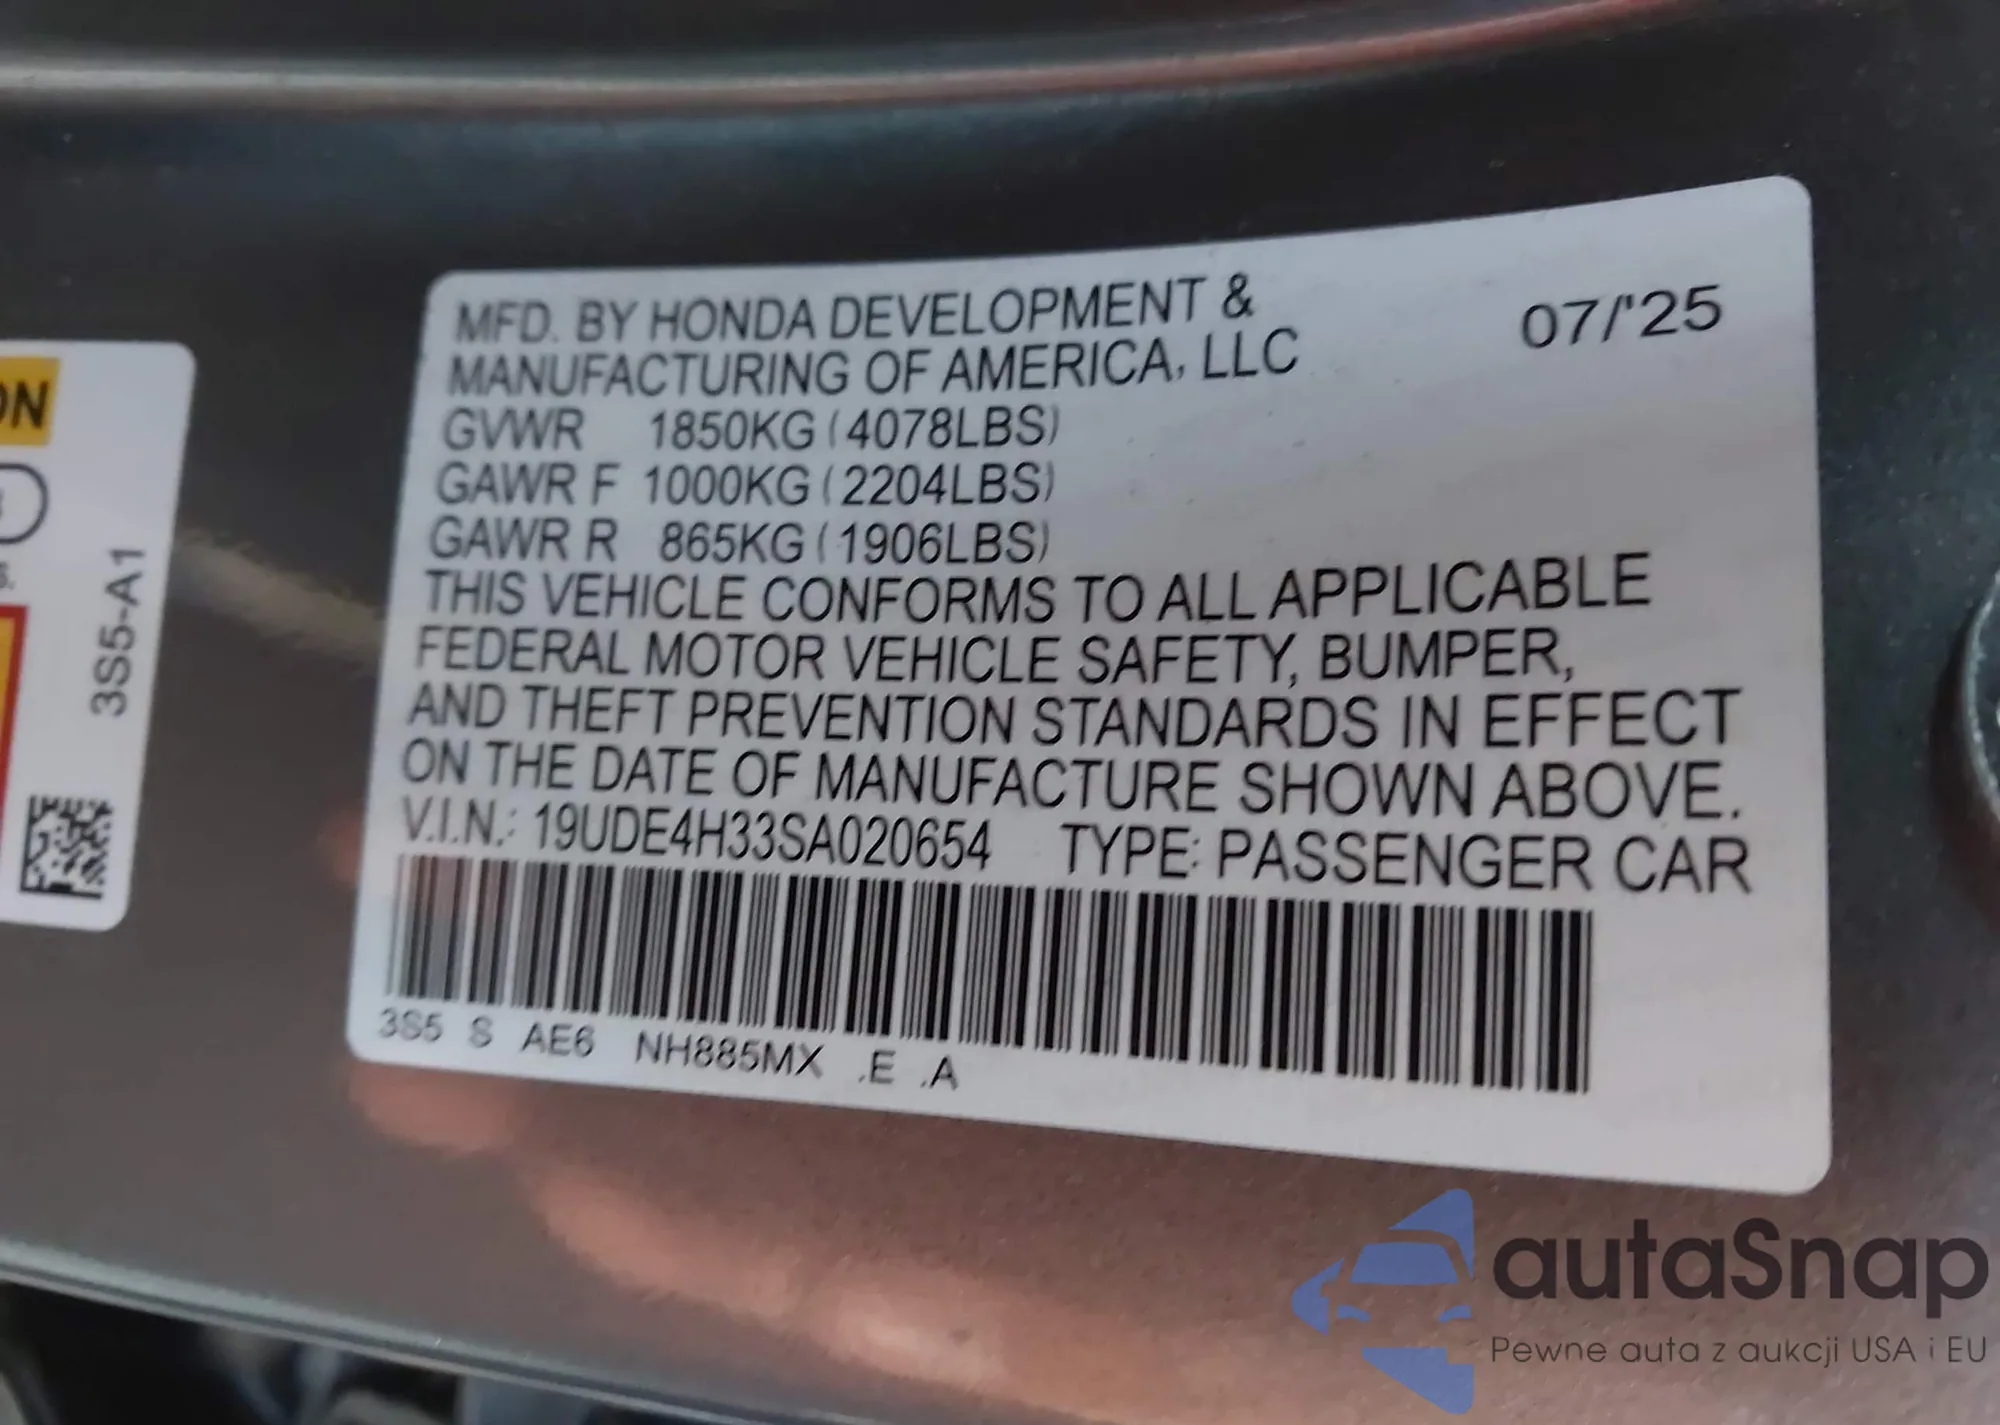 MFD. BY HONDA DEVELOPMENT &
MANUFACTURING OF AMERICA, LLC
07/'25
GVWR 1850KG (4078LBS)
GAWR F 1000KG (2204LBS)
GAWR R 865KG (1906LBS)
THIS VEHICLE CONFORMS TO ALL APPLICABLE
FEDERAL MOTOR VEHICLE SAFETY, BUMPER,
AND THEFT PREVENTION STANDARDS IN EFFECT
ON THE DATE OF MANUFACTURE SHOWN ABOVE.
V.I.N.: 19UDE4H33SA020654 TYPE: PASSENGER CAR
3S5 S AE6 NH885MX .E .A
ON
3S5-A1
autaSnap
Pewne auta z aukcji USA i EU